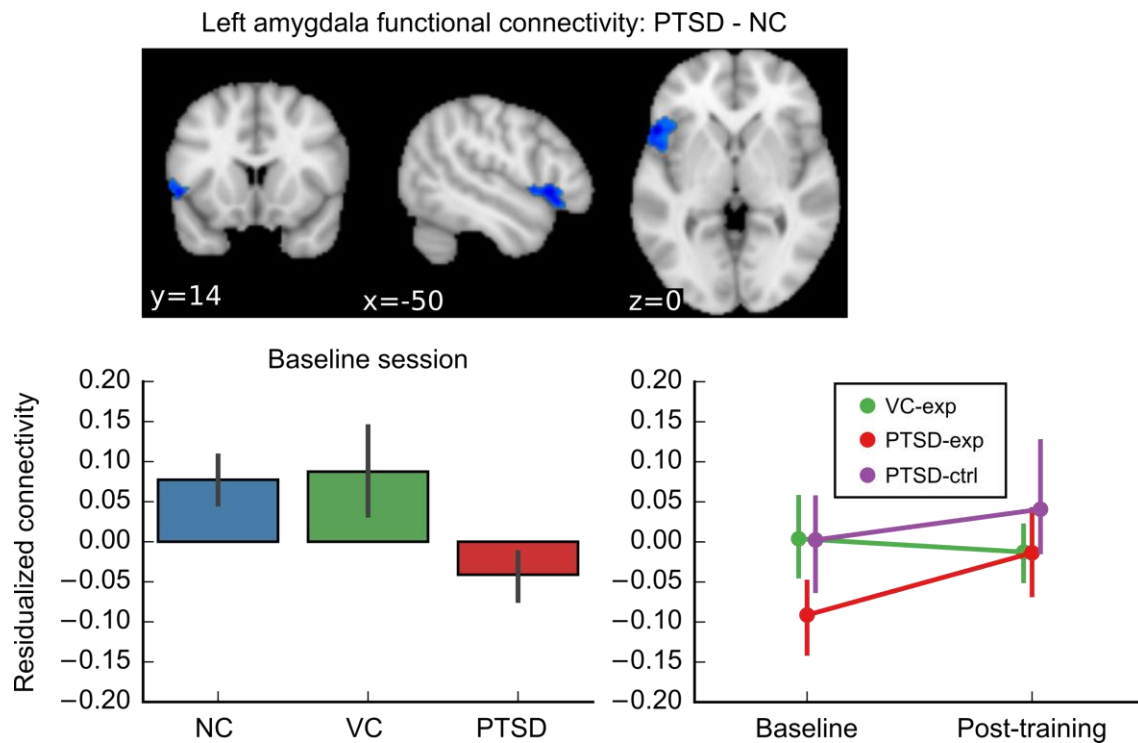 Left amygdala functional connectivity: PTSD - NC
y=14
x=-50
z=0
Baseline session
Residualized connectivity
0.20
0.15
0.10
0.05
0.00
−0.05
−0.10
−0.15
−0.20
NC
VC
PTSD
0.20
0.15
0.10
0.05
0.00
−0.05
−0.10
−0.15
−0.20
VC-exp
PTSD-exp
PTSD-ctrl
Baseline
Post-training